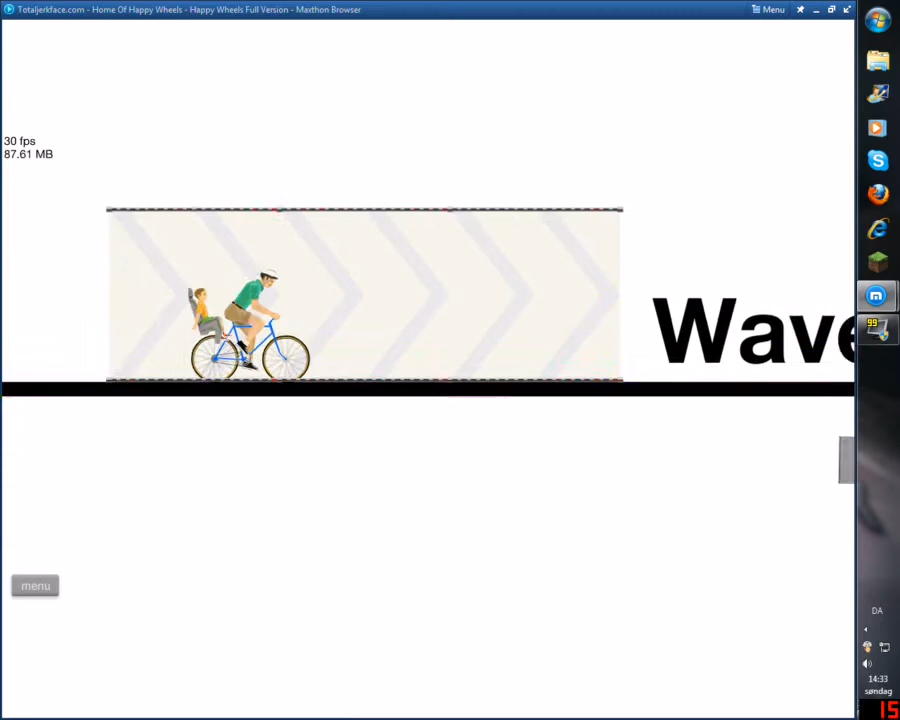 Totaljerkface.com - Home Of Happy Wheels - Happy Wheels Full Version - Maxthon Browser
Menu
30 fps
87.61 MB
Wave
menu
99
DA
14:33
søndag
15